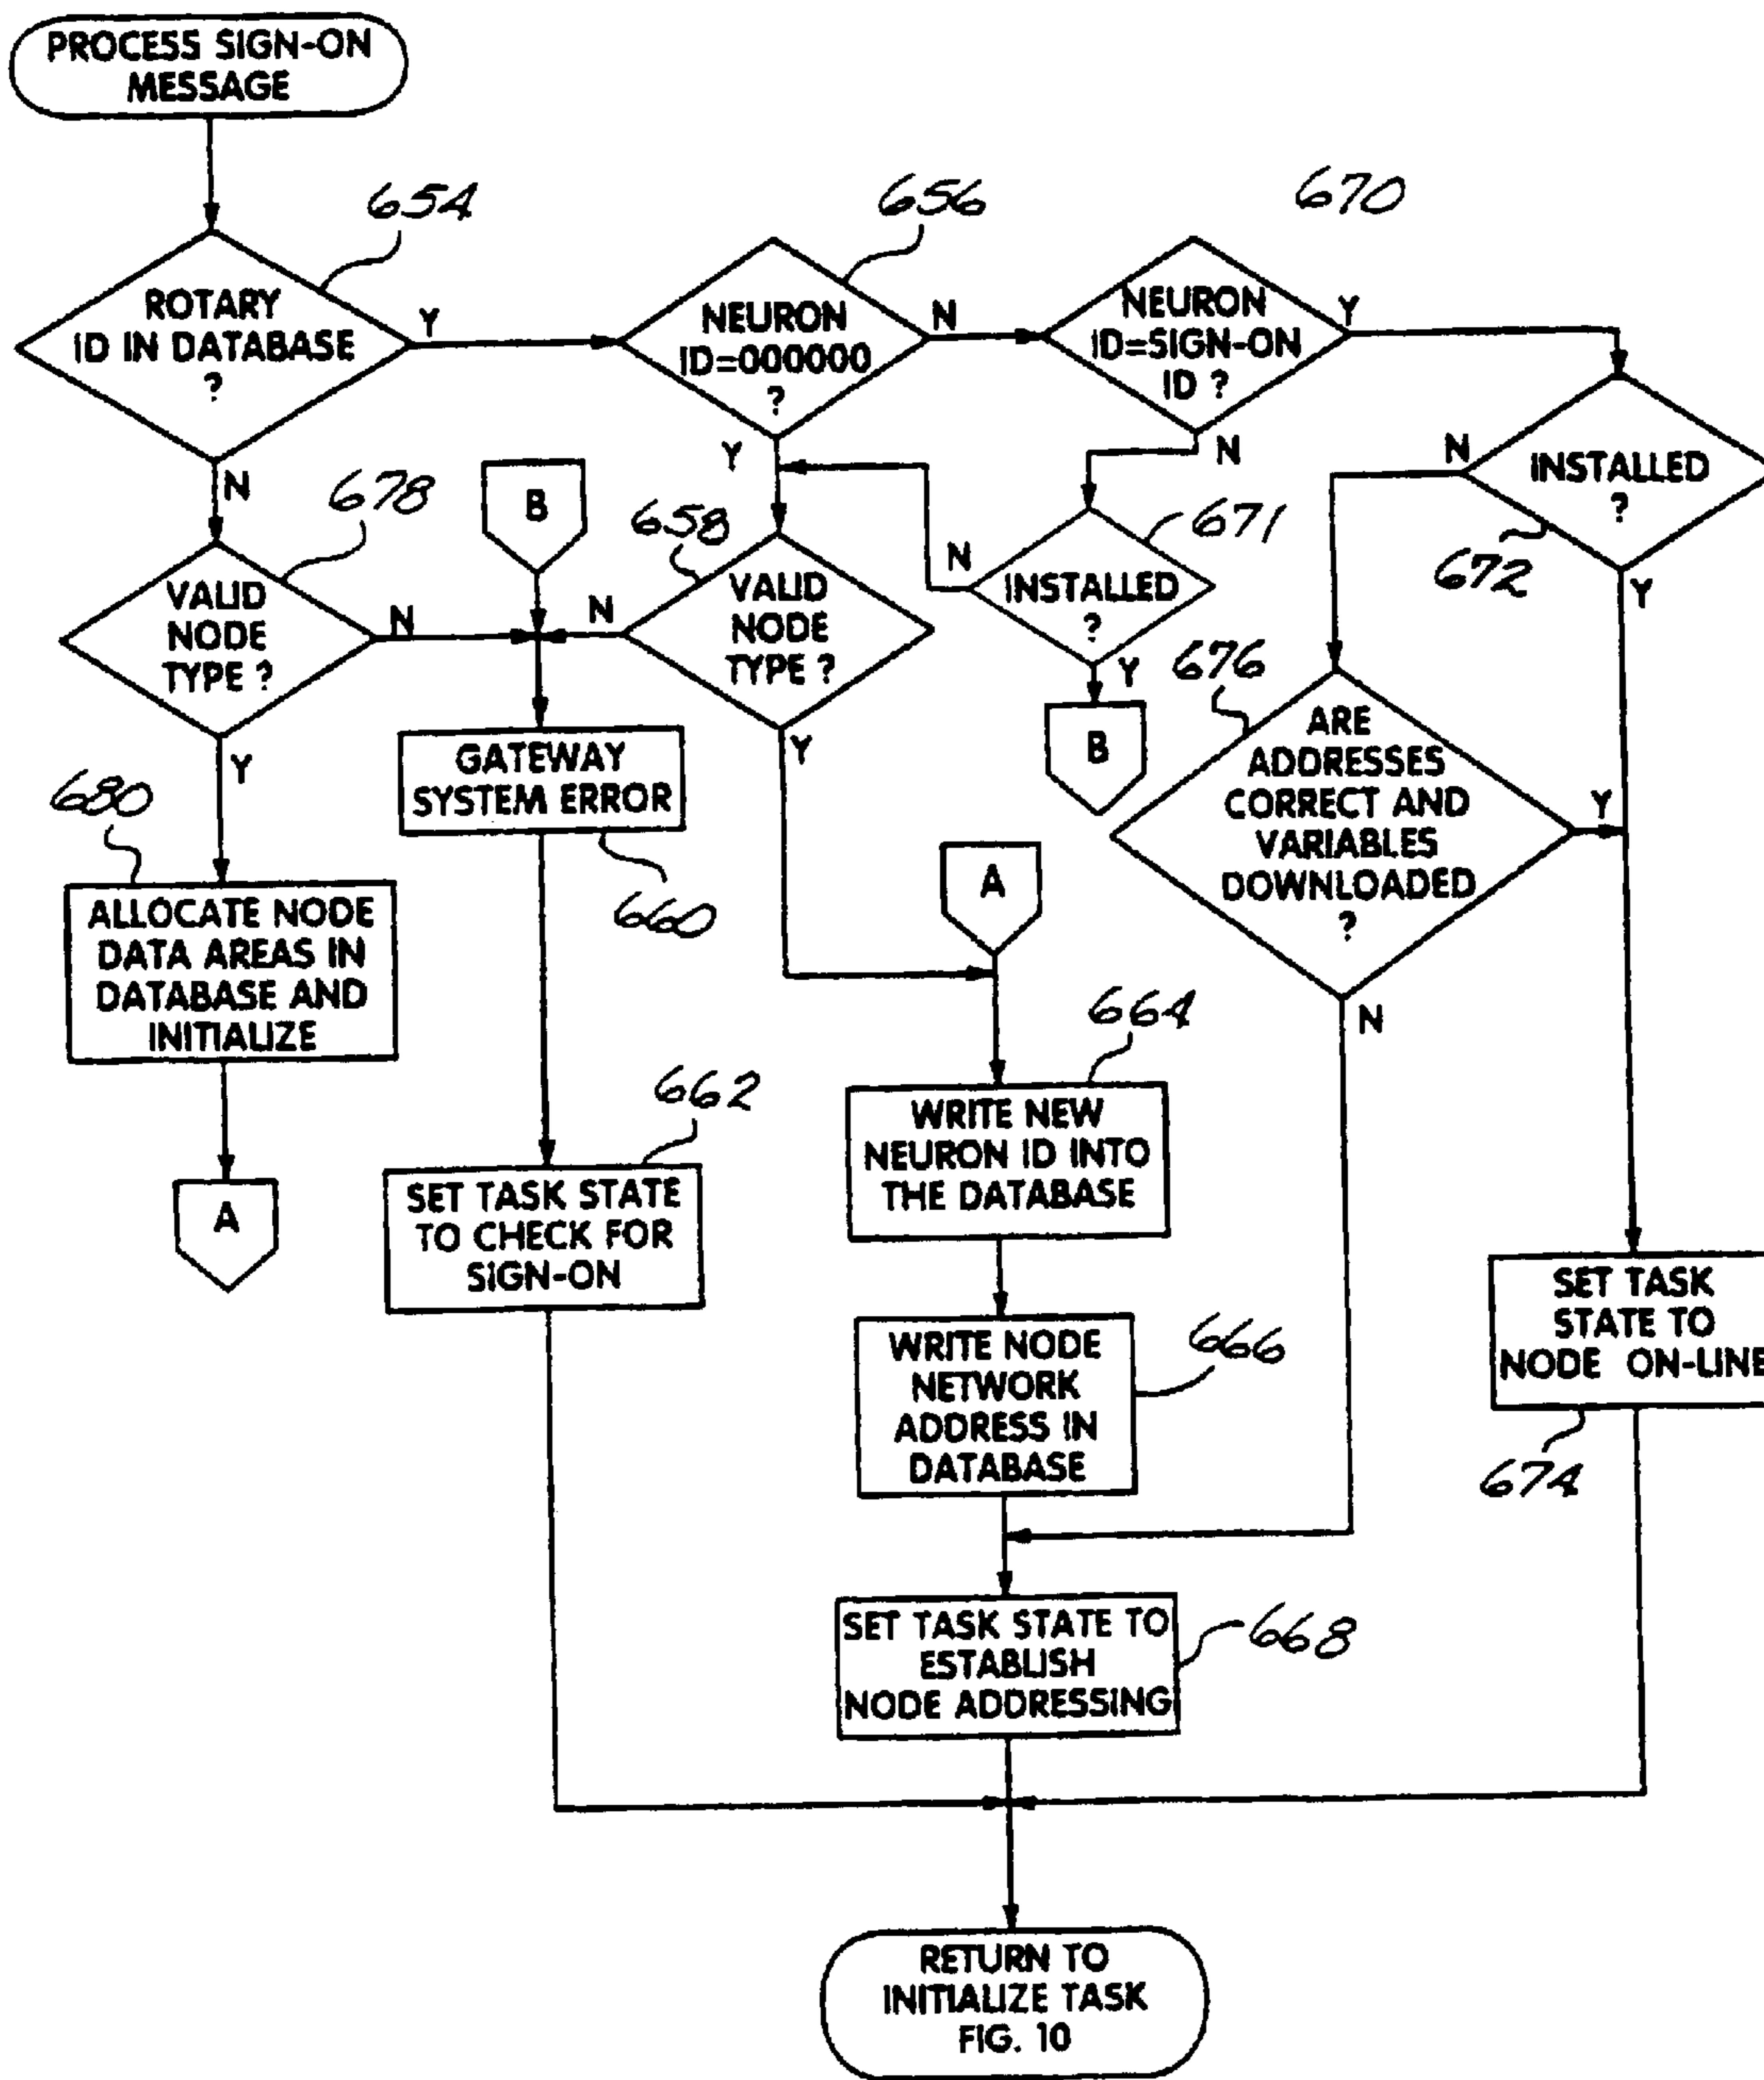 PROCESS SIGN-ON
MESSAGE
654
656
670
ROTARY
ID IN DATABASE
?
Y
NEURON
ID=000000
?
N
NEURON
ID=SIGN-ON
ID ?
Y
N
Y
N
N
INSTALLED
?
672
Y
678
B
658
671
VALID
NODE
TYPE ?
N
N
VALID
NODE
TYPE ?
N
INSTALLED
?
Y
Y
Y
B
676
ARE
ADDRESSES
CORRECT AND
VARIABLES
DOWNLOADED
?
Y
N
680
GATEWAY
SYSTEM ERROR
660
A
ALLOCATE NODE
DATA AREAS IN
DATABASE AND
INITIALIZE
A
662
SET TASK STATE
TO CHECK FOR
SIGN-ON
664
WRITE NEW
NEURON ID INTO
THE DATABASE
WRITE NODE
NETWORK
ADDRESS IN
DATABASE
666
SET TASK
STATE TO
NODE ON-LINE
674
SET TASK STATE TO
ESTABLISH
NODE ADDRESSING
668
RETURN TO
INITIALIZE TASK
FIG. 10